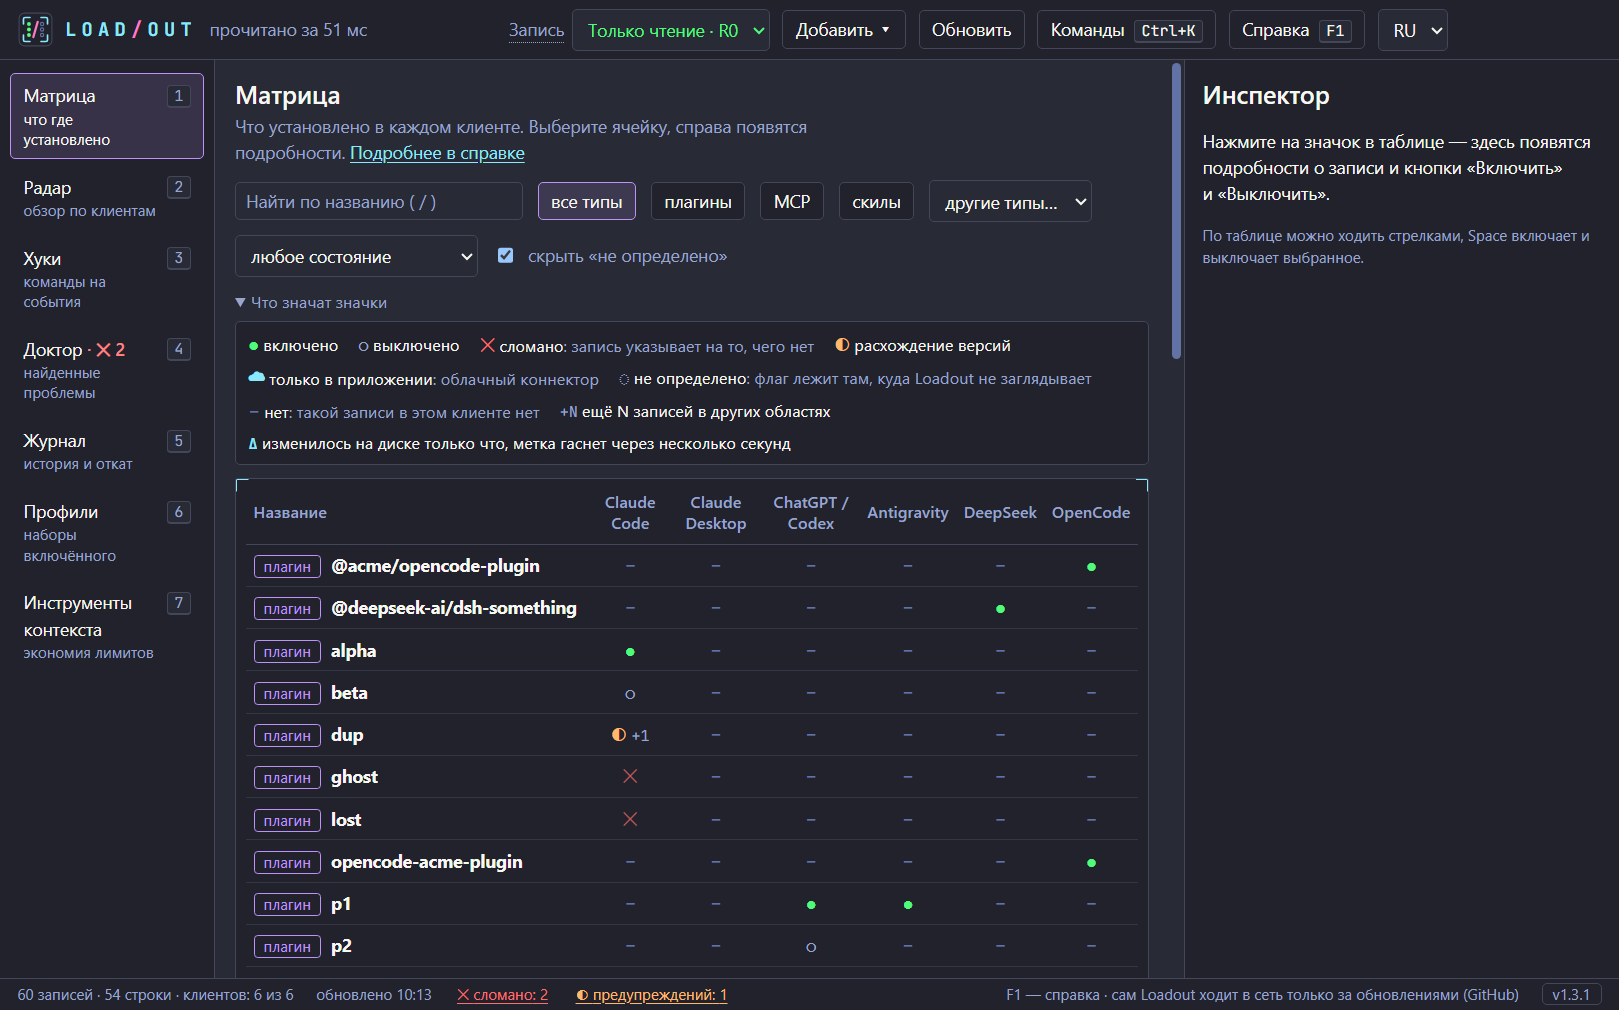 LOAD/OUT прочитано за 51 мс Запись Только чтение · R0 Добавить ▼ Обновить Команды Ctrl+K Справка F1 RU
Матрица 1
что где
установлено
Радар 2
обзор по клиентам
Хуки 3
команды на
события
Доктор · ✕ 2 4
найденные
проблемы
Журнал 5
история и откат
Профили 6
наборы
включённого
Инструменты 7
контекста
экономия лимитов
Матрица
Что установлено в каждом клиенте. Выберите ячейку, справа появятся
подробности. Подробнее в справке
Найти по названию ( / ) все типы плагины MCP скилы другие типы...
любое состояние скрыть «не определено»
▼ Что значат значки
● включено ○ выключено ✕ сломано: запись указывает на то, чего нет ◐ расхождение версий
☁ только в приложении: облачный коннектор ◌ не определено: флаг лежит там, куда Loadout не заглядывает
– нет: такой записи в этом клиенте нет +N ещё N записей в других областях
Δ изменилось на диске только что, метка гаснет через несколько секунд
Название Claude Code Claude Desktop ChatGPT / Codex Antigravity DeepSeek OpenCode
плагин @acme/opencode-plugin – – – – – ●
плагин @deepseek-ai/dsh-something – – – – ● –
плагин alpha ● – – – – –
плагин beta ○ – – – – –
плагин dup ◐ +1 – – – – –
плагин ghost ✕ – – – – –
плагин lost ✕ – – – – –
плагин opencode-acme-plugin – – – – – ●
плагин p1 – – ● ● – –
плагин p2 – – ○ – – –
Инспектор
Нажмите на значок в таблице — здесь появятся
подробности о записи и кнопки «Включить»
и «Выключить».
По таблице можно ходить стрелками, Space включает и
выключает выбранное.
60 записей · 54 строки · клиентов: 6 из 6 обновлено 10:13 ✕ сломано: 2 ◐ предупреждений: 1 F1 — справка · сам Loadout ходит в сеть только за обновлениями (GitHub) v1.3.1